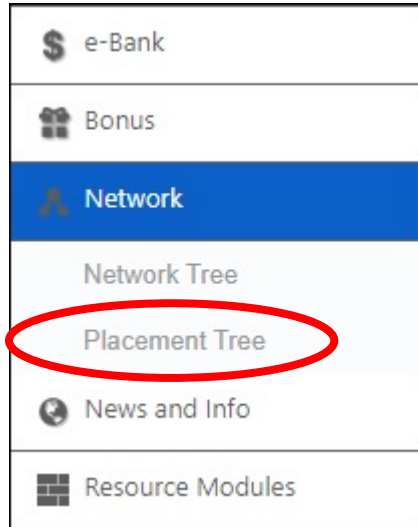 e-Bank
Bonus
Network
Network Tree
Placement Tree
News and Info
Resource Modules